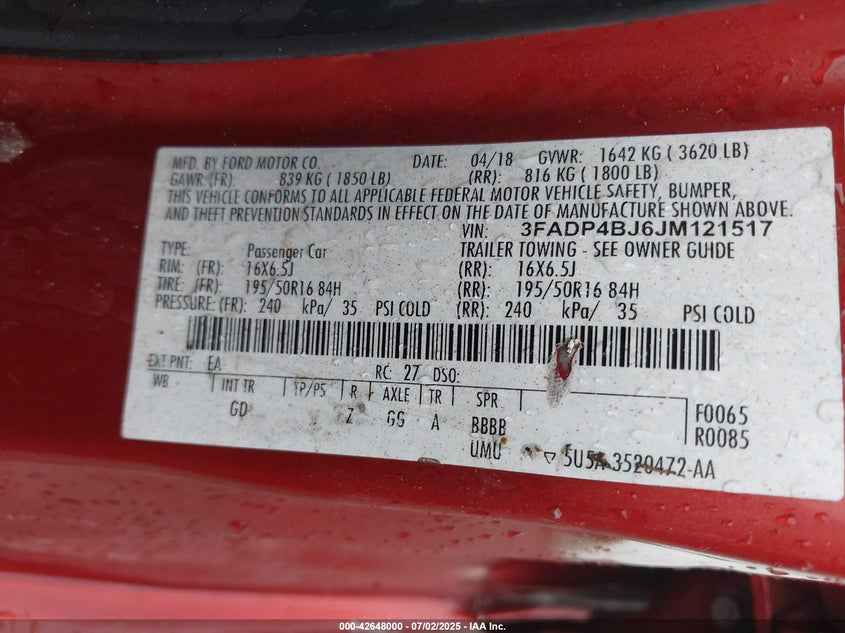 MFD. BY FORD MOTOR CO. DATE: 04/18 GVWR: 1642 KG ( 3620 LB)
GAWR:(FR): 839 KG ( 1850 LB) (RR): 816 KG ( 1800 LB)
THIS VEHICLE CONFORMS TO ALL APPLICABLE FEDERAL MOTOR VEHICLE SAFETY, BUMPER,
AND THEFT PREVENTION STANDARDS IN EFFECT ON THE DATE OF MANUFACTURE SHOWN ABOVE.
VIN: 3FADP4BJ6JM121517
TYPE: Passenger Car TRAILER TOWING - SEE OWNER GUIDE
RIM: (FR): 16X6.5J (RR): 16X6.5J
TIRE: (FR): 195/50R16 84H (RR): 195/50R16 84H
PRESSURE: (FR): 240 kPa/ 35 PSI COLD (RR): 240 kPa/ 35 PSI COLD
EXT PNT: EA RC: 27 DSO:
WB INT TR TP/PS R AXLE TR SPR F0065
GD Z GG A BBBB R0085
UMU 5U5A-3520472-AA
000-42648000 - 07/02/2025 - IAA Inc.